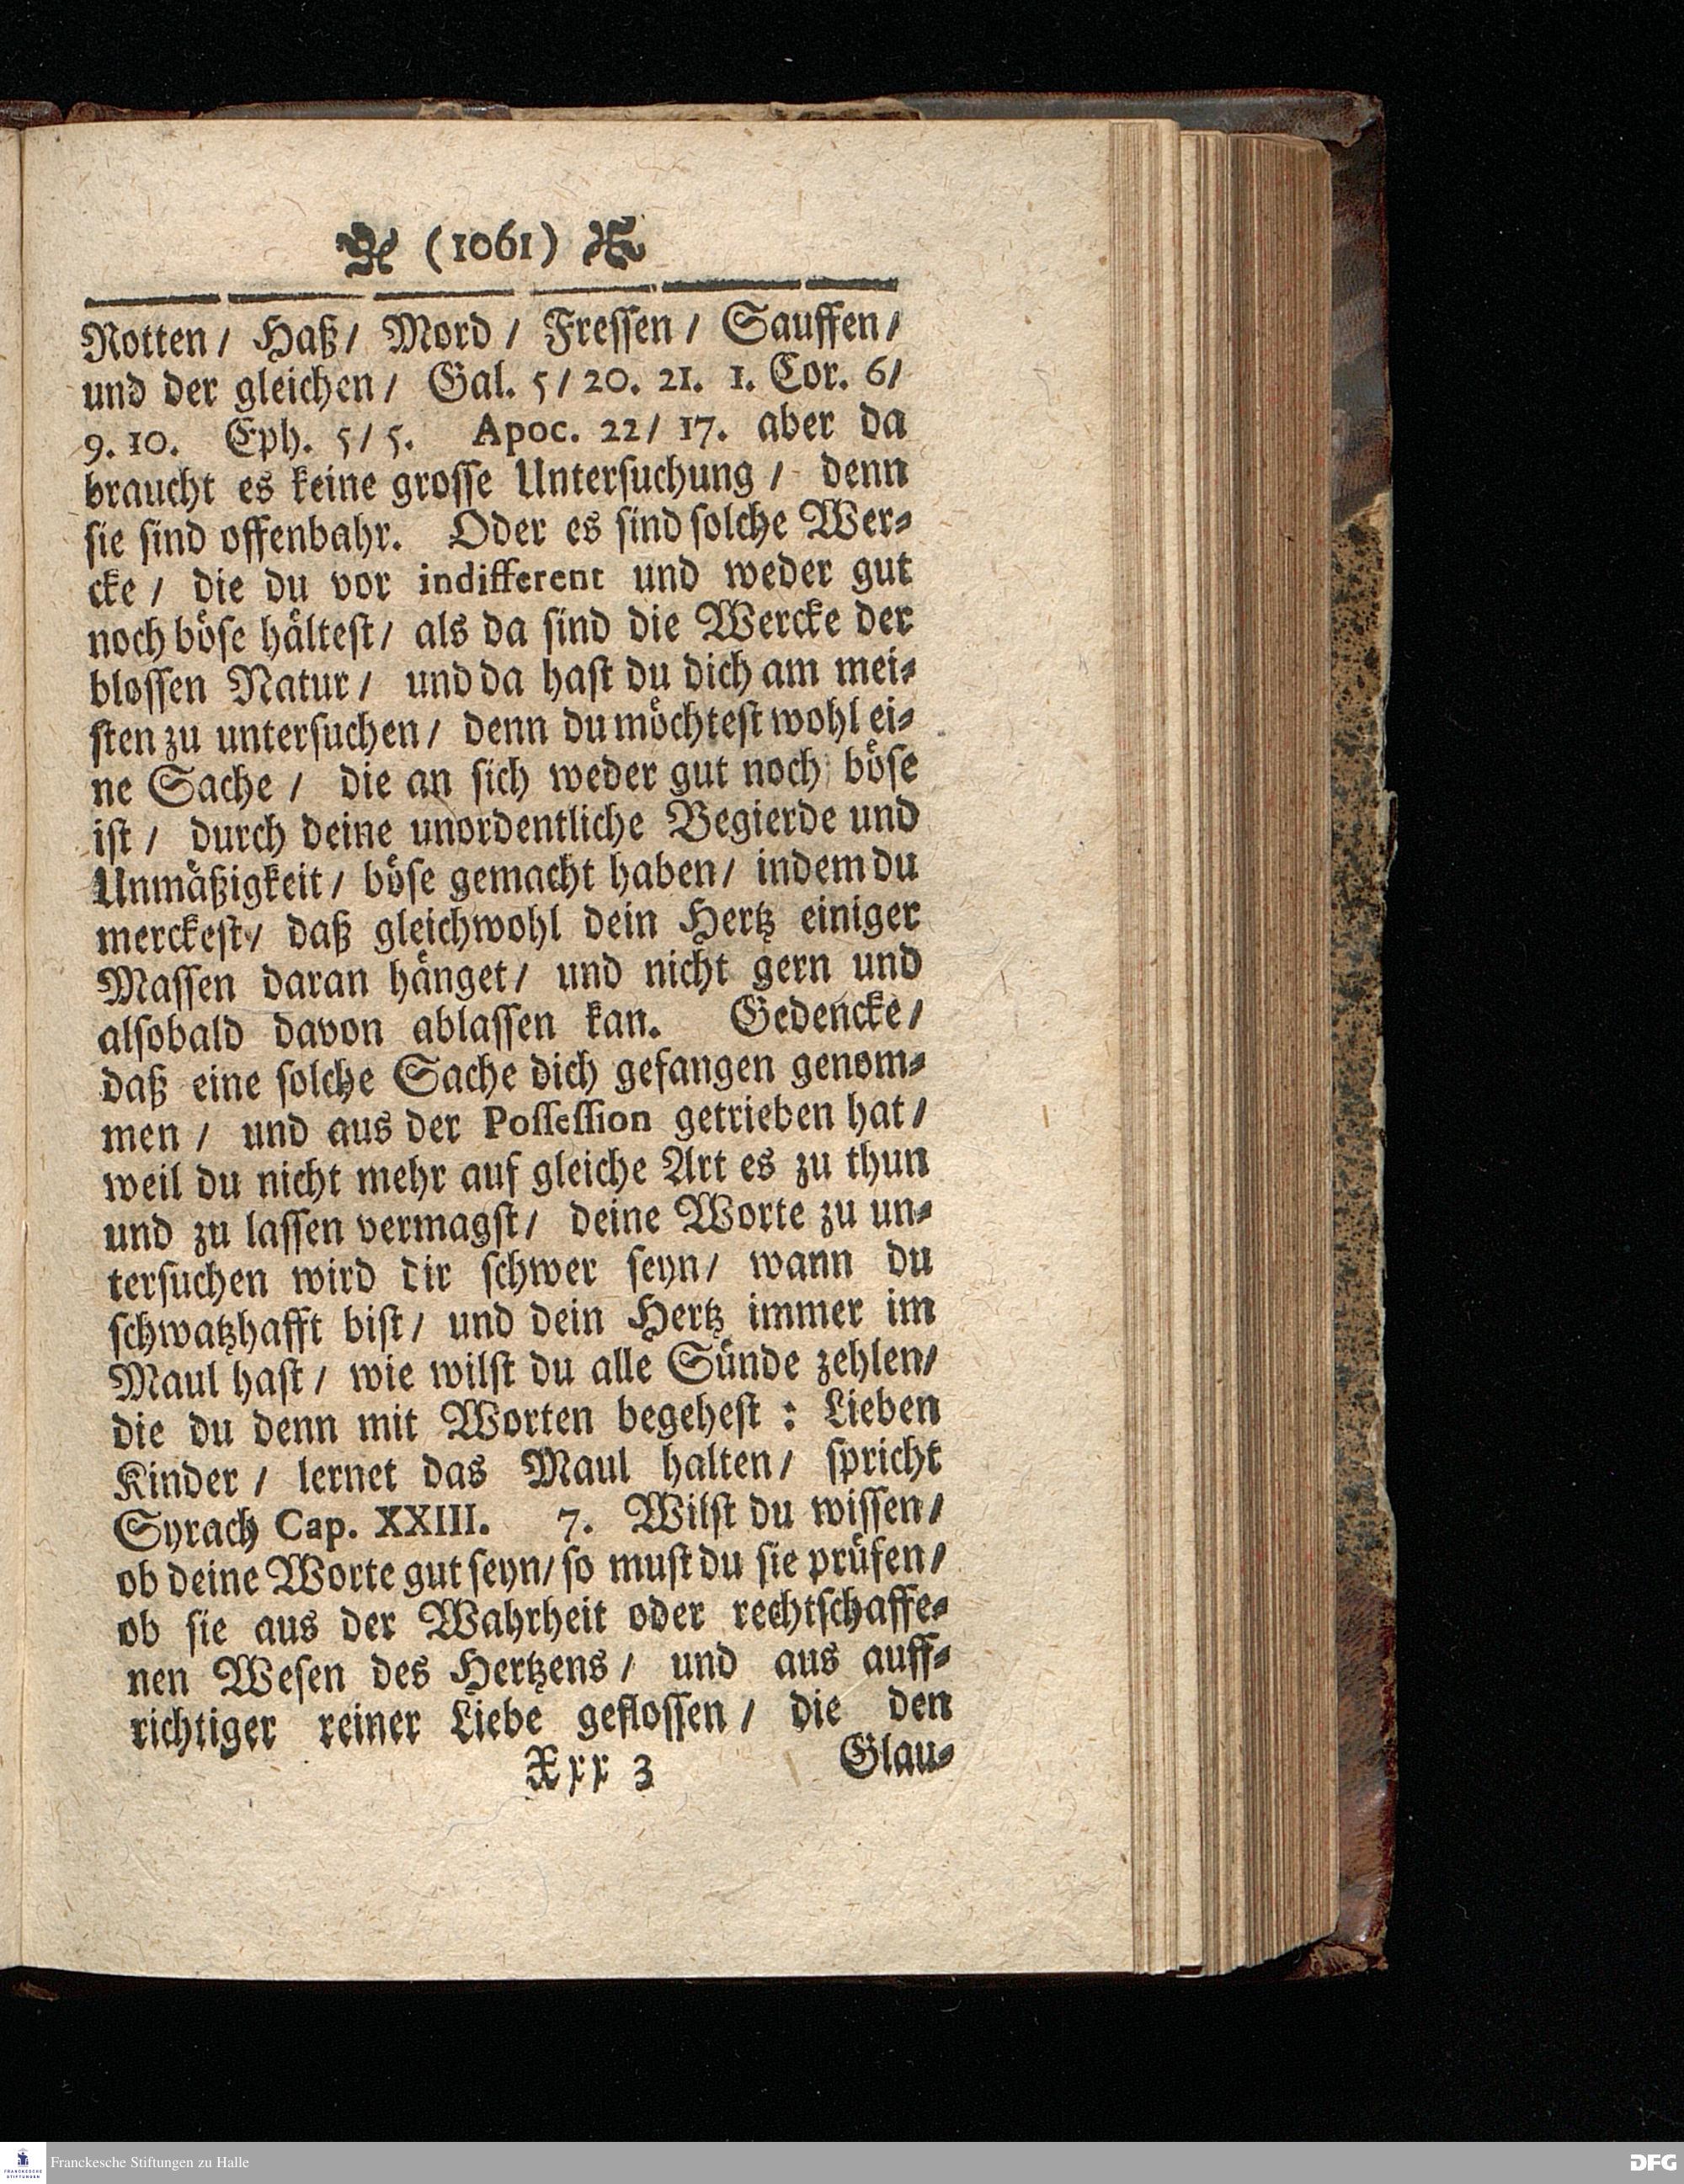 (1061)
Rotten/ Haß/ Mord/ Fressen/ Sauffen/
und der gleichen/ Gal. 5/20. 21. 1. Cor. 6/
9. 10. Eph. 5/5. Apoc. 22/17. aber da
braucht es keine grosse Untersuchung/ denn
sie sind offenbahr. Oder es sind solche Wer-
cke/ die du vor indifferent und weder gut
noch böse hältest/ als da sind die Wercke der
blossen Natur/ und da hast du dich am mei-
sten zu untersuchen/ denn du möchtest wohl ei-
ne Sache/ die an sich weder gut noch böse
ist/ durch deine unordentliche Begierde und
Unmäßigkeit/ böse gemacht haben/ indem du
merckest/ daß gleichwohl dein Hertz einiger
Massen daran hänget/ und nicht gern und
alsobald davon ablassen kan. Gedencke/
daß eine solche Sache dich gefangen genom-
men/ und aus der Possession getrieben hat/
weil du nicht mehr auf gleiche Art es zu thun
und zu lassen vermagst/ deine Worte zu un-
tersuchen wird dir schwer seyn/ wann du
schwatzhafft bist/ und dein Hertz immer im
Maul hast/ wie wilst du alle Sünde zehlen/
die du denn mit Worten begehest: Lieben
Kinder/ lernet das Maul halten/ spricht
Syrach Cap. XXIII. 7. Wilst du wissen/
ob deine Worte gut seyn/ so must du sie prüfen/
ob sie aus der Wahrheit oder rechtschaffe-
nen Wesen des Hertzens/ und aus auff-
richtiger reiner Liebe geflossen/ die den
Xxx 3 Glau-
Franckesche Stiftungen zu Halle
FRANCKESCHE STIFTUNGEN
DFG